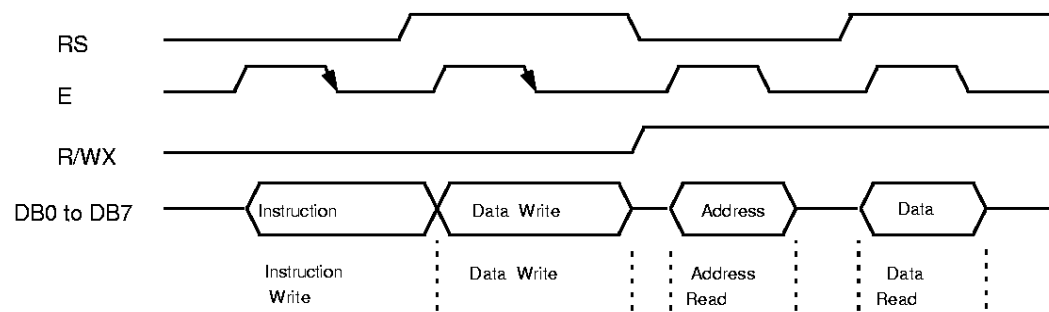 RS
E
R/WX
DB0 to DB7
Instruction
Data Write
Address
Data
Instruction
Write
Data Write
Address
Read
Data
Read